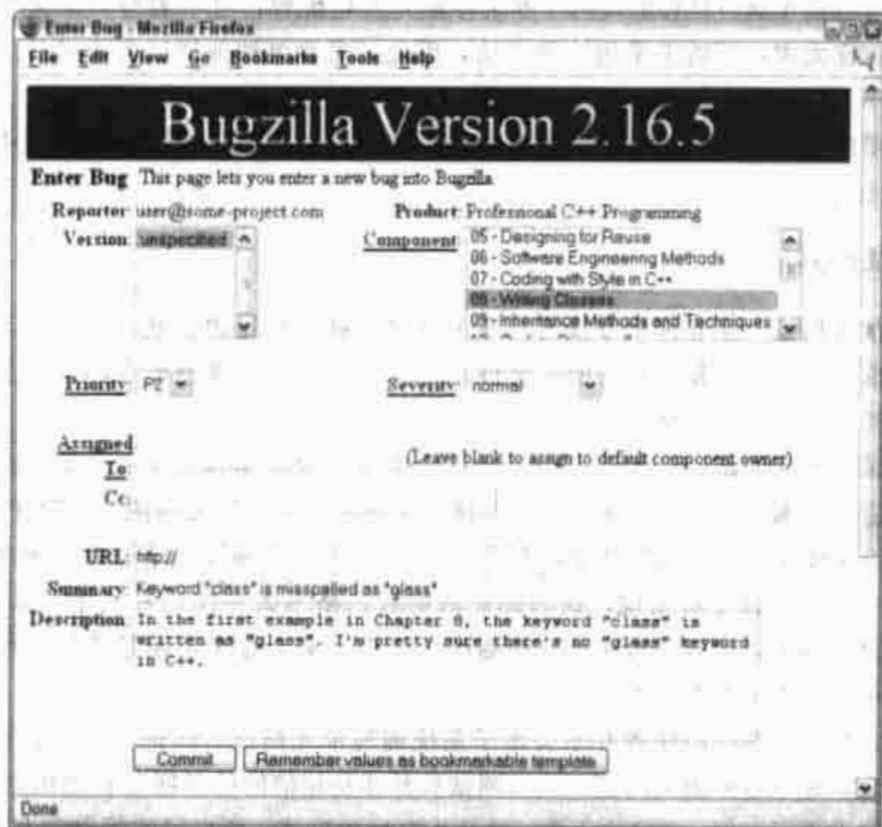 Enter Bug - Mozilla Firefox
File Edit View Go Bookmarks Tools Help
Bugzilla Version 2.16.5
Enter Bug This page lets you enter a new bug into Bugzilla.
Reporter: user@some-project.com Product: Professional C++ Programming
Version: unspecified Component: 05 - Designing for Reuse
06 - Software Engineering Methods
07 - Coding with Style in C++
08 - Writing Classes
09 - Inheritance Methods and Techniques
Priority: P2 Severity: normal
Assigned
To: (Leave blank to assign to default component owner)
Cc:
URL: http://
Summary: Keyword "class" is misspelled as "glass"
Description: In the first example in Chapter 8, the keyword "class" is
written as "glass". I'm pretty sure there's no "glass" keyword
in C++.
Commit Remember values as bookmarkable template
Done